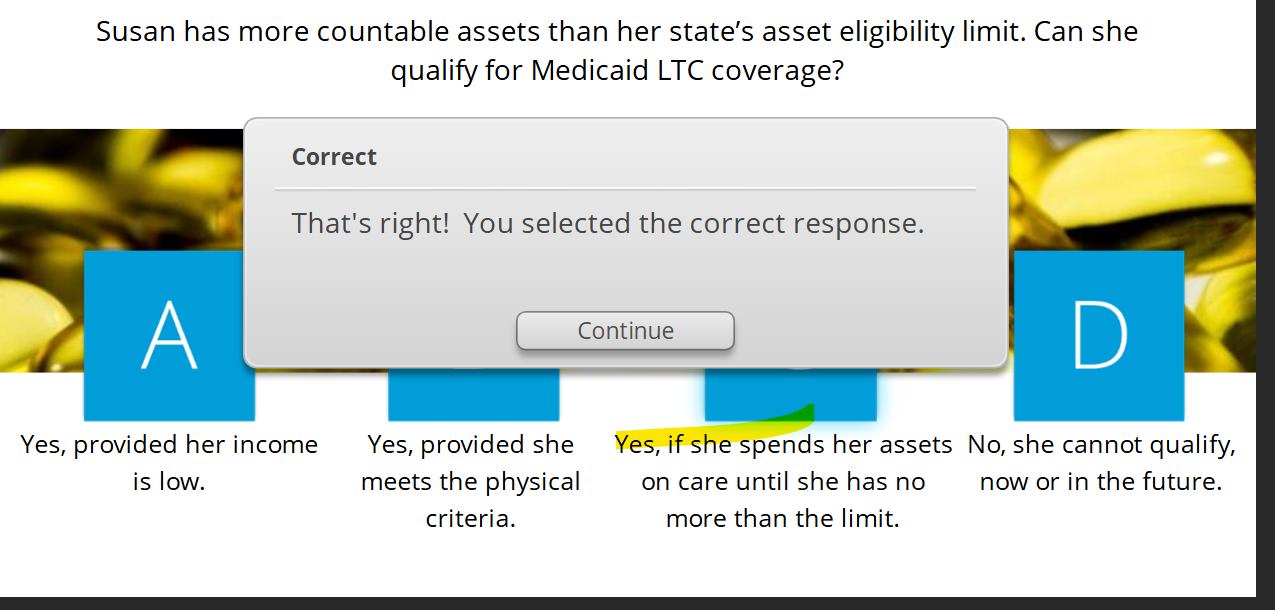 Susan has more countable assets than her state’s asset eligibility limit. Can she
qualify for Medicaid LTC coverage?
Correct
That's right!  You selected the correct response.
Continue
A
D
Yes, provided her income
is low.
Yes, provided she
meets the physical
criteria.
Yes, if she spends her assets
on care until she has no
more than the limit.
No, she cannot qualify,
now or in the future.